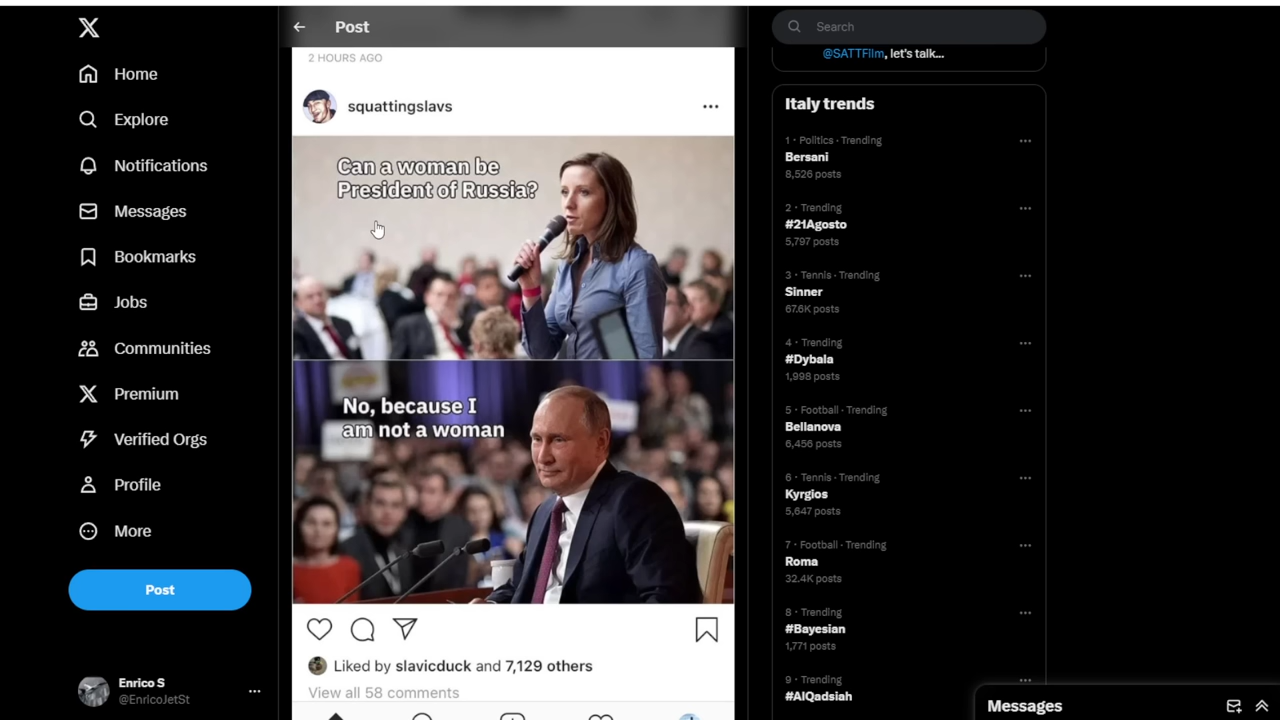 Post
2 HOURS AGO
squattingslavs
Can a woman be
President of Russia?
No, because I
am not a woman
Liked by slavicduck and 7,129 others
View all 58 comments
Home
Explore
Notifications
Messages
Bookmarks
Jobs
Communities
Premium
Verified Orgs
Profile
More
Post
Enrico S
@EnricoJetSt
Search
@SATTFIlm, let's talk...
Italy trends
1 · Politics · Trending
Bersani
8,526 posts
2 · Trending
#21Agosto
5,797 posts
3 · Tennis · Trending
Sinner
67.6K posts
4 · Trending
#Dybala
1,998 posts
5 · Football · Trending
Bellanova
6,456 posts
6 · Tennis · Trending
Kyrgios
5,647 posts
7 · Football · Trending
Roma
32.4K posts
8 · Trending
#Bayesian
1,771 posts
9 · Trending
#AlQadsiah
Messages